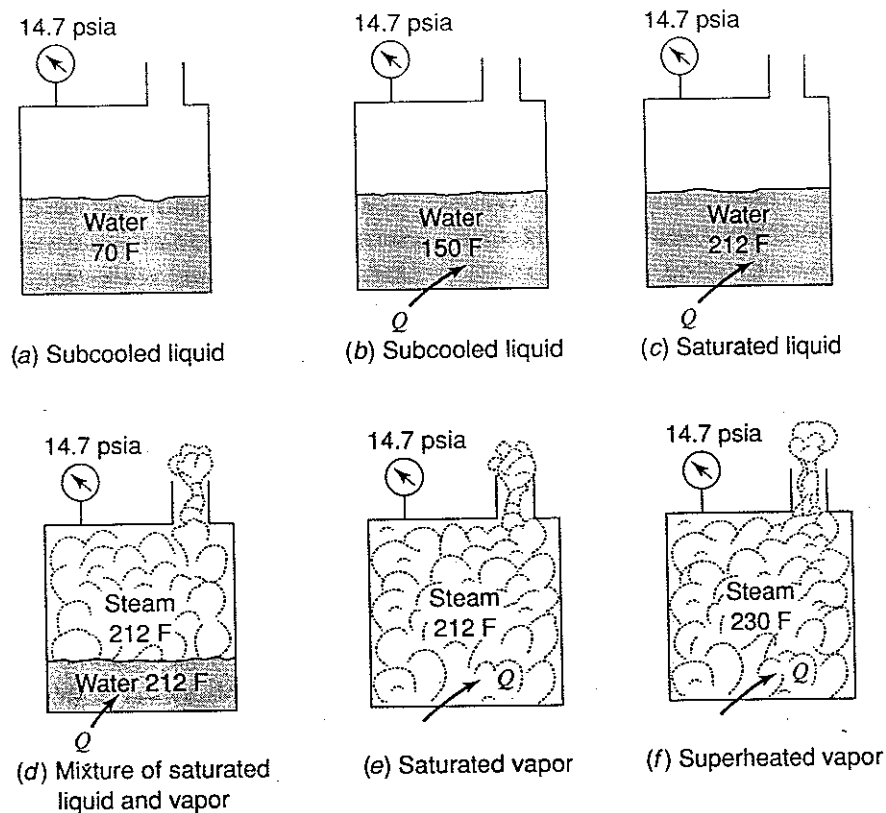 14.7 psia
Water
70 F
(a) Subcooled liquid
14.7 psia
Water
150 F
Q
(b) Subcooled liquid
14.7 psia
Water
212 F
Q
(c) Saturated liquid
14.7 psia
Steam
212 F
Water 212 F
Q
(d) Mixture of saturated
liquid and vapor
14.7 psia
Steam
212 F
Q
(e) Saturated vapor
14.7 psia
Steam
230 F
Q
(f) Superheated vapor